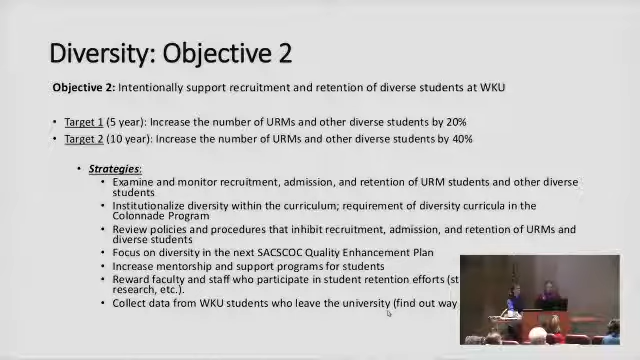 Diversity: Objective 2
Objective 2: Intentionally support recruitment and retention of diverse students at WKU
• Target 1 (5 year): Increase the number of URMs and other diverse students by 20%
• Target 2 (10 year): Increase the number of URMs and other diverse students by 40%
• Strategies:
• Examine and monitor recruitment, admission, and retention of URM students and other diverse
students
• Institutionalize diversity within the curriculum; requirement of diversity curricula in the
Colonnade Program
• Review policies and procedures that inhibit recruitment, admission, and retention of URMs and
diverse students
• Focus on diversity in the next SACSCOC Quality Enhancement Plan
• Increase mentorship and support programs for students
• Reward faculty and staff who participate in student retention efforts (st
research, etc.).
• Collect data from WKU students who leave the university (find out way